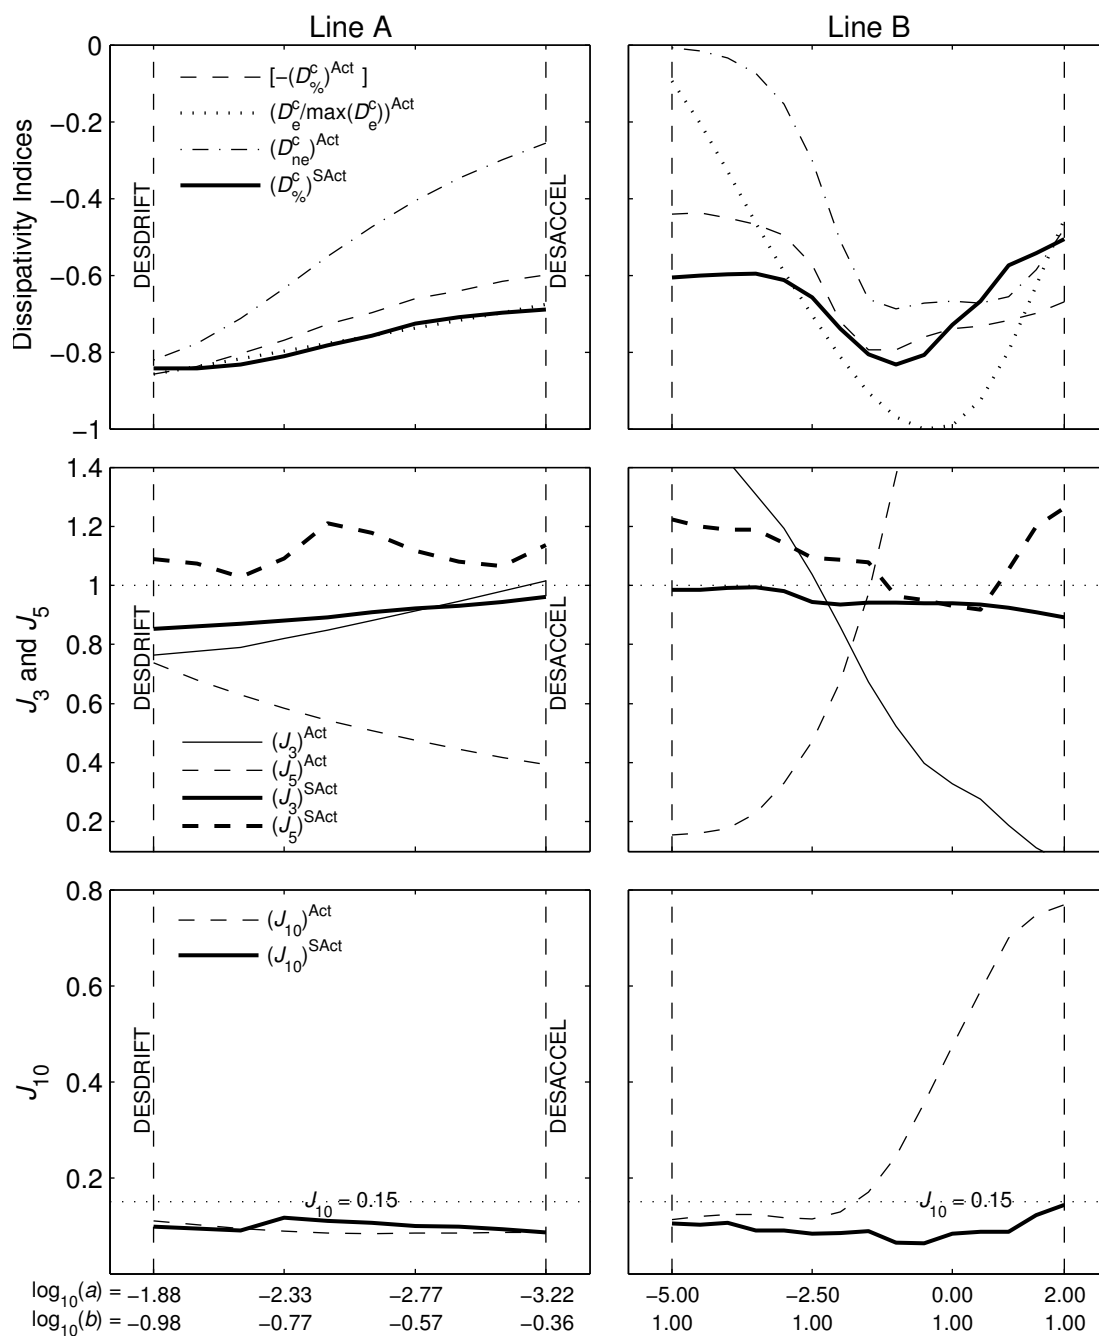 Line A
Line B
Dissipativity Indices
0
−0.2
−0.4
−0.6
−0.8
−1
[−(D^c_%)^Act ]
(D^c_e/max(D^c_e))^Act
(D^c_ne)^Act
(D^c_%)^SAct
DESDRIFT
DESACCEL
J_3 and J_5
1.4
1.2
1
0.8
0.6
0.4
0.2
DESDRIFT
DESACCEL
(J_3)^Act
(J_5)^Act
(J_3)^SAct
(J_5)^SAct
J_10
0.8
0.6
0.4
0.2
(J_10)^Act
(J_10)^SAct
DESDRIFT
DESACCEL
J_10 = 0.15
J_10 = 0.15
log_10(a) = −1.88 −2.33 −2.77 −3.22 −5.00 −2.50 0.00 2.00
log_10(b) = −0.98 −0.77 −0.57 −0.36 1.00 1.00 1.00 1.00